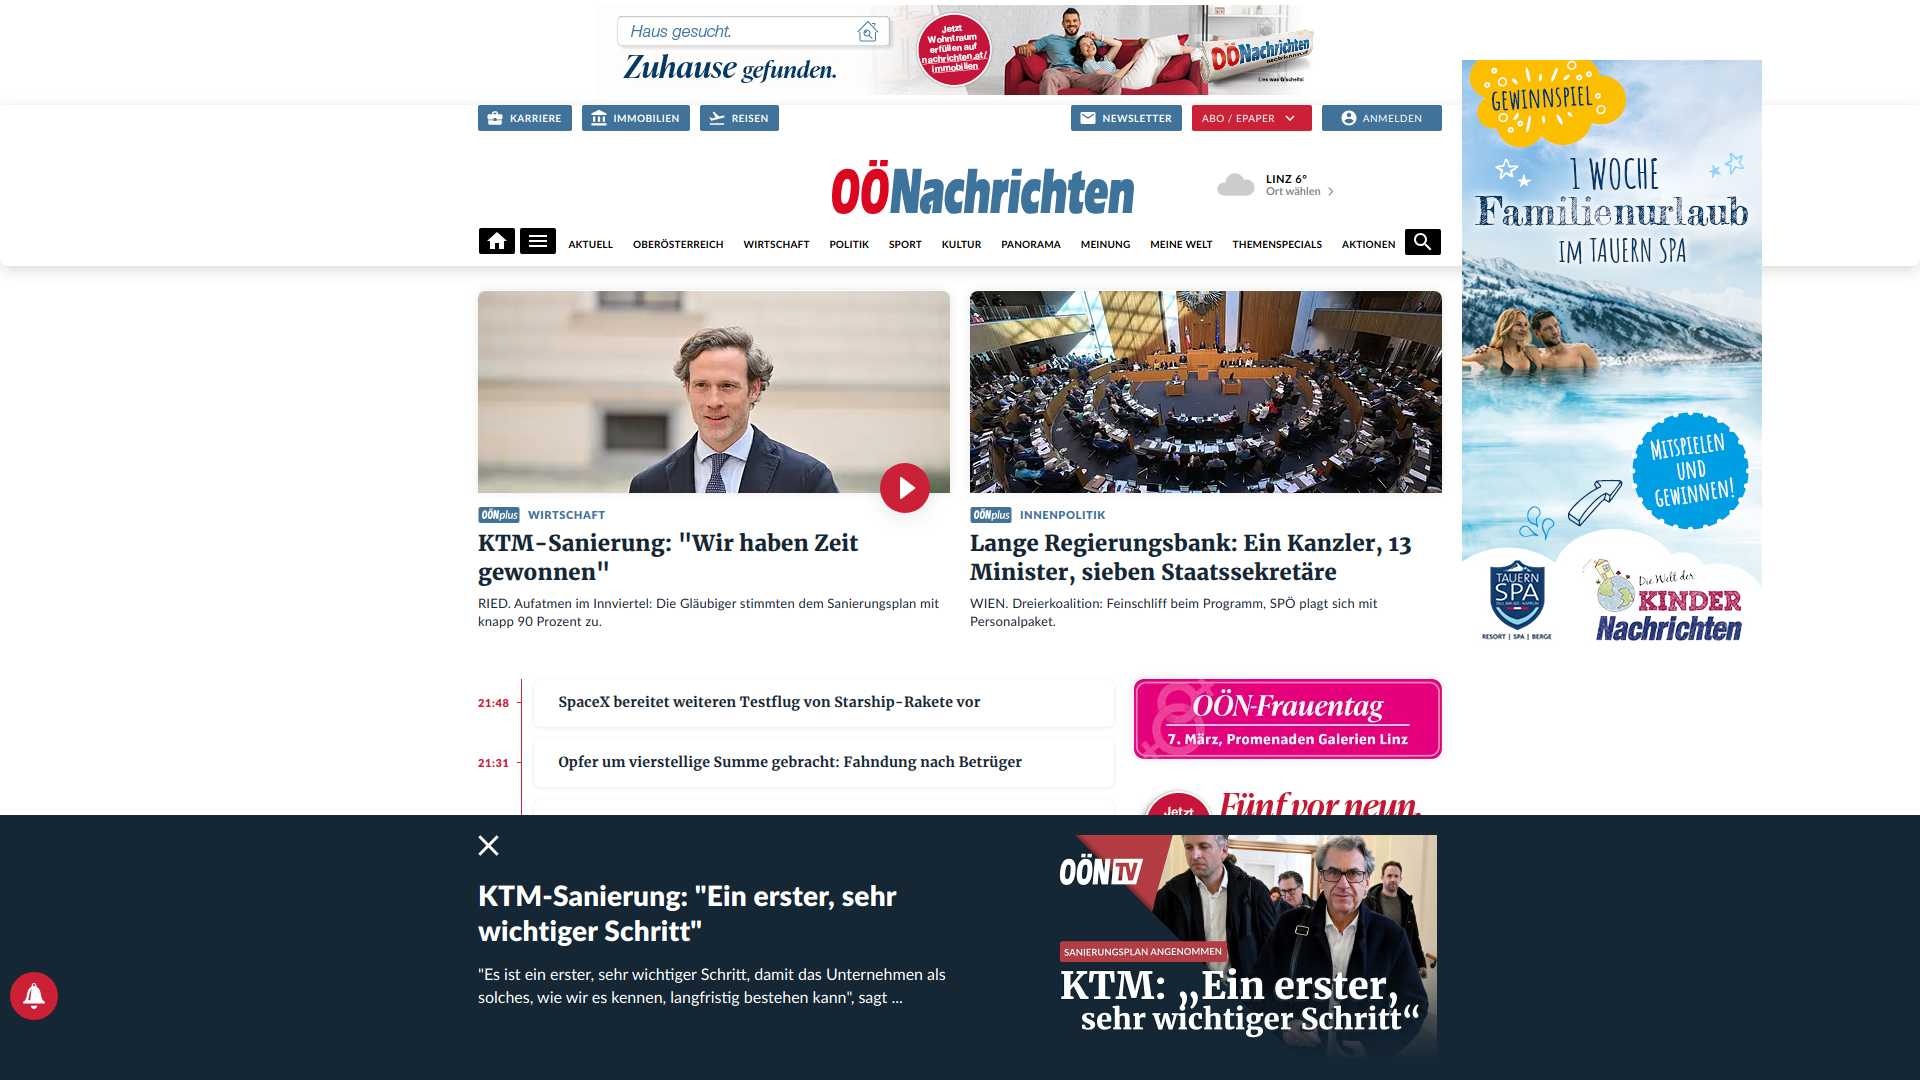 Haus gesucht.
Zuhause gefunden.
Jetzt
Wohntraum
erfüllen auf
nachrichten.at/
immobilien
OÖNachrichten
Lies was G'scheits!
KARRIERE
IMMOBILIEN
REISEN
NEWSLETTER
ABO / EPAPER
ANMELDEN
OÖNachrichten
LINZ 6°
Ort wählen
AKTUELL
OBERÖSTERREICH
WIRTSCHAFT
POLITIK
SPORT
KULTUR
PANORAMA
MEINUNG
MEINE WELT
THEMENSPECIALS
AKTIONEN
GEWINNSPIEL
1 WOCHE
Familienurlaub
IM TAUERN SPA
MITSPIELEN
UND
GEWINNEN!
TAUERN
SPA
RESORT | SPA | BERGE
Die Welt der
KINDER
Nachrichten
OÖNplus WIRTSCHAFT
KTM-Sanierung: "Wir haben Zeit
gewonnen"
RIED. Aufatmen im Innviertel: Die Gläubiger stimmten dem Sanierungsplan mit
knapp 90 Prozent zu.
OÖNplus INNENPOLITIK
Lange Regierungsbank: Ein Kanzler, 13
Minister, sieben Staatssekretäre
WIEN. Dreierkoalition: Feinschliff beim Programm, SPÖ plagt sich mit
Personalpaket.
21:48
SpaceX bereitet weiteren Testflug von Starship-Rakete vor
21:31
Opfer um vierstellige Summe gebracht: Fahndung nach Betrüger
OÖN-Frauentag
7. März, Promenaden Galerien Linz
Jetzt
Fünf vor neun.
KTM-Sanierung: "Ein erster, sehr
wichtiger Schritt"
"Es ist ein erster, sehr wichtiger Schritt, damit das Unternehmen als
solches, wie wir es kennen, langfristig bestehen kann", sagt ...
OÖN TV
SANIERUNGSPLAN ANGENOMMEN
KTM: „Ein erster,
sehr wichtiger Schritt“